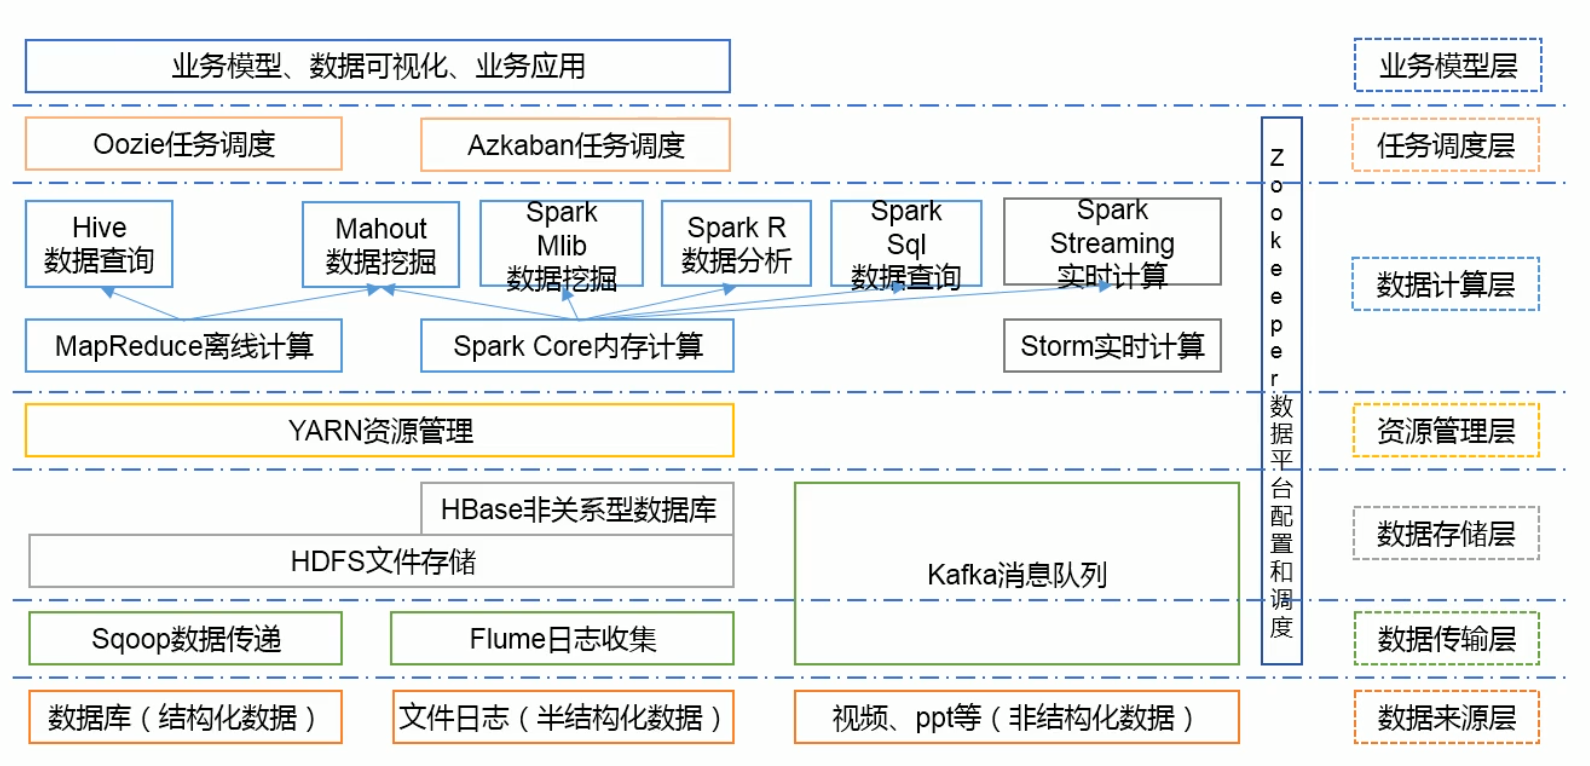 业务模型、数据可视化、业务应用
业务模型层
Oozie任务调度
Azkaban任务调度
任务调度层
Hive
数据查询
Mahout
数据挖掘
Spark
Mlib
数据挖掘
Spark R
数据分析
Spark
Sql
数据查询
Spark
Streaming
实时计算
数据计算层
MapReduce离线计算
Spark Core内存计算
Storm实时计算
Zookeeper数据平台配置和调度
YARN资源管理
资源管理层
HBase非关系型数据库
HDFS文件存储
Kafka消息队列
数据存储层
Sqoop数据传递
Flume日志收集
数据传输层
数据库（结构化数据）
文件日志（半结构化数据）
视频、ppt等（非结构化数据）
数据来源层